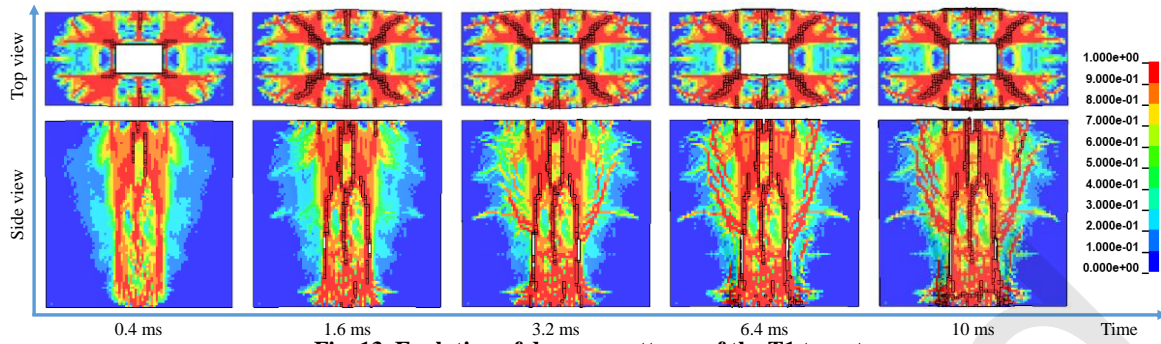 Top view
Side view
1.000e+00
9.000e-01
8.000e-01
7.000e-01
6.000e-01
5.000e-01
4.000e-01
3.000e-01
2.000e-01
1.000e-01
0.000e+00
0.4 ms
1.6 ms
3.2 ms
6.4 ms
10 ms
Time